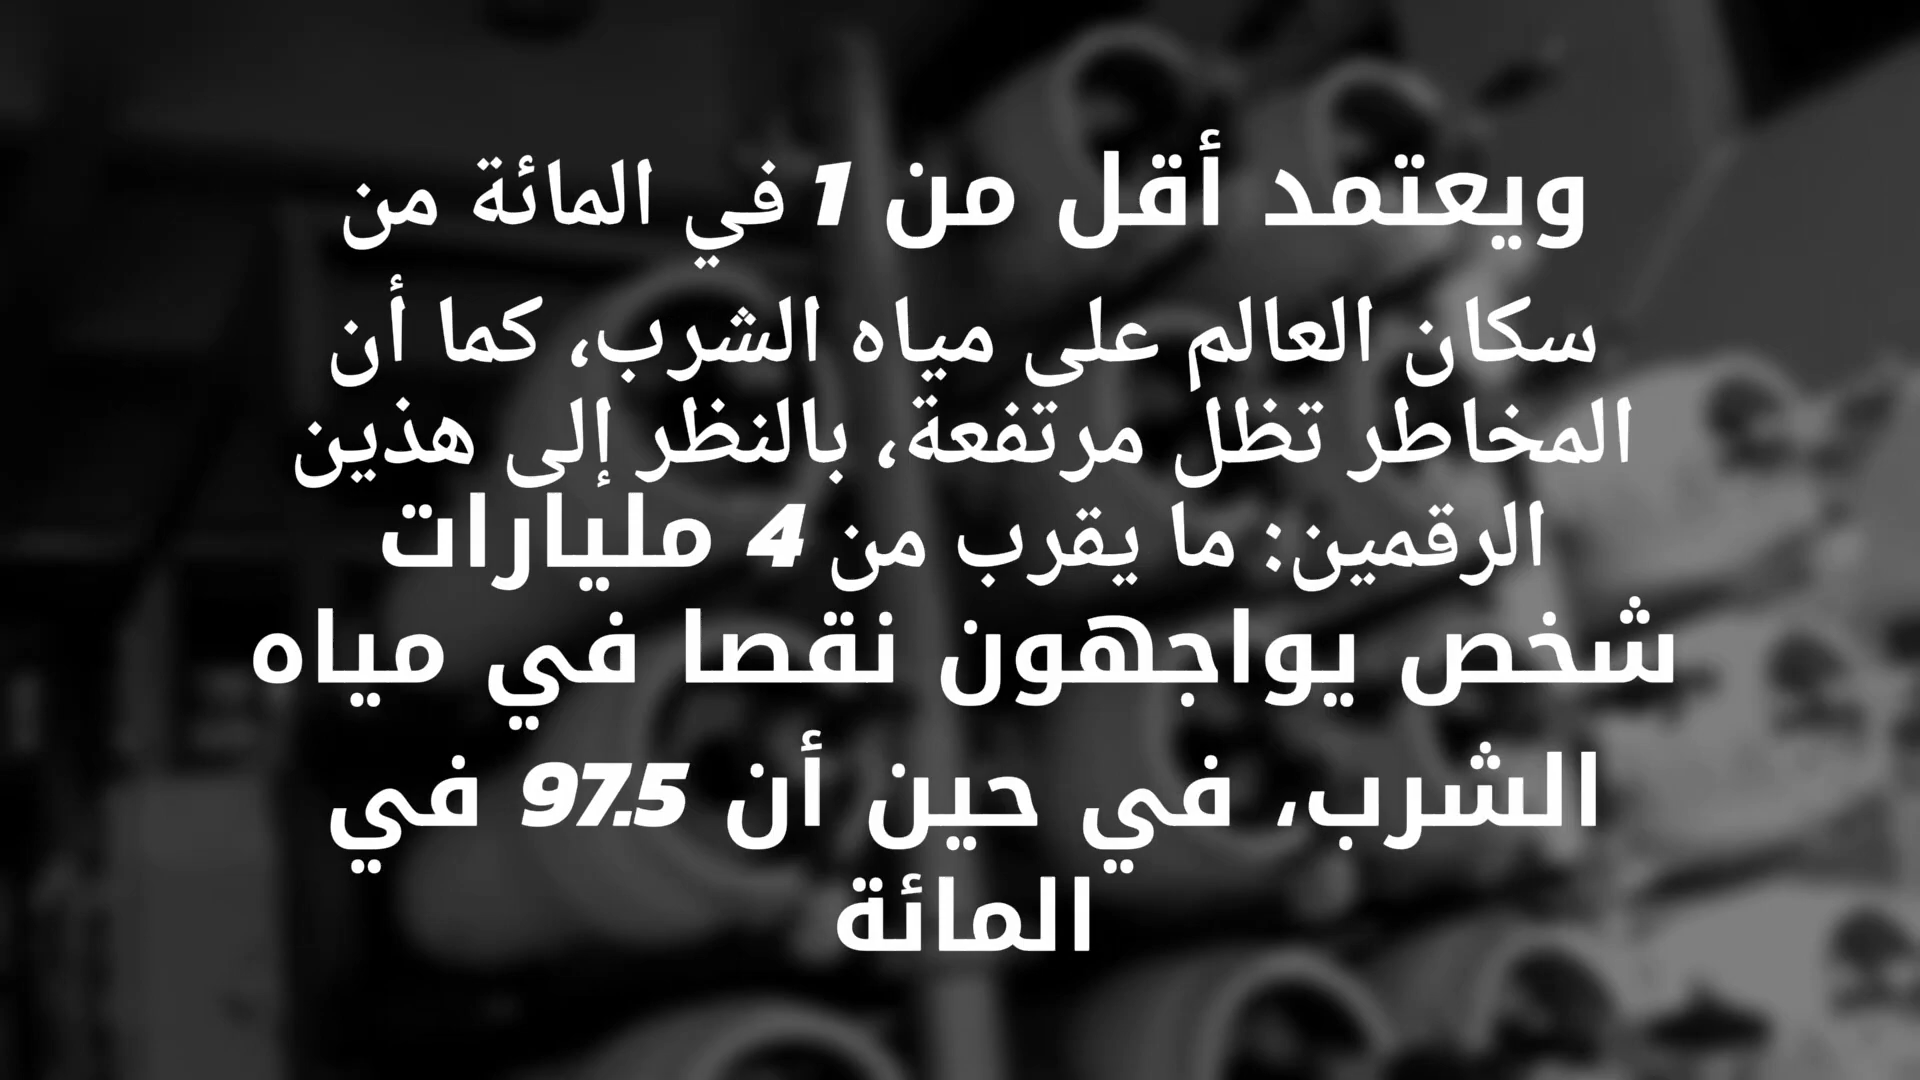 ويعتمد أقل من 1 في المائة من
سكان العالم على مياه الشرب، كما أن
المخاطر تظل مرتفعة، بالنظر إلى هذين
الرقمين: ما يقرب من 4 مليارات
شخص يواجهون نقصا في مياه
الشرب، في حين أن 97.5 في
المائة